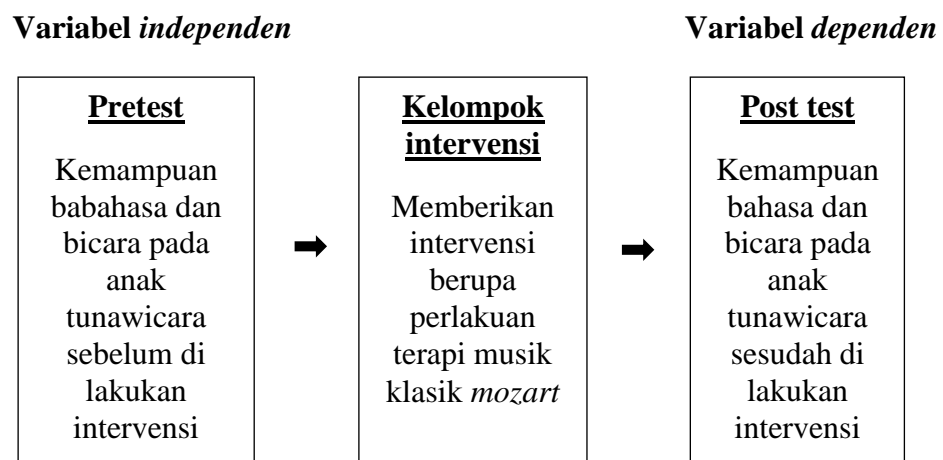 Variabel independen
Variabel dependen
Pretest
Kemampuan
babahasa dan
bicara pada
anak
tunawicara
sebelum di
lakukan
intervensi
Kelompok
intervensi
Memberikan
intervensi
berupa
perlakuan
terapi musik
klasik mozart
Post test
Kemampuan
bahasa dan
bicara pada
anak
tunawicara
sesudah di
lakukan
intervensi